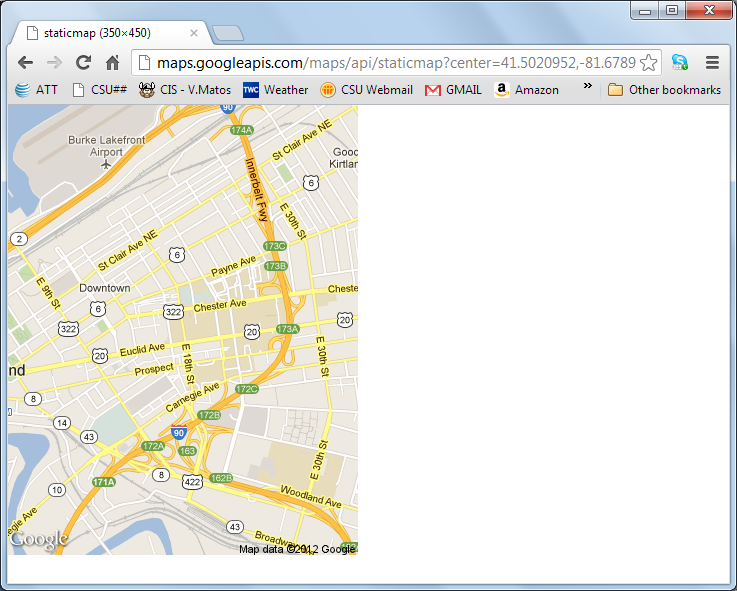 staticmap (350×450)
maps.googleapis.com/maps/api/staticmap?center=41.5020952,-81.6789
ATT CSU## CIS - V.Matos Weather CSU Webmail GMAIL Amazon » Other bookmarks
TWC
90
174A
Burke Lakefront
Airport
St Clair Ave NE
Innerbelt Fwy
Gooc
Kirtland
6
E 30th St
2
173C
St Clair Ave NE
6
Payne Ave
173B
E 9th St
Downtown
6
Chester Ave
Cheste
322
322
20
173A
20
Euclid Ave
20
E 18th St
E 30th St
nd
Prospect
8
Carnegie Ave
172C
14
172B
43
90
172A
163
8
422
162B
171A
10
E 30th St
Woodland Ave
43
negie Ave
Broadwa
Google
Map data ©2012 Google